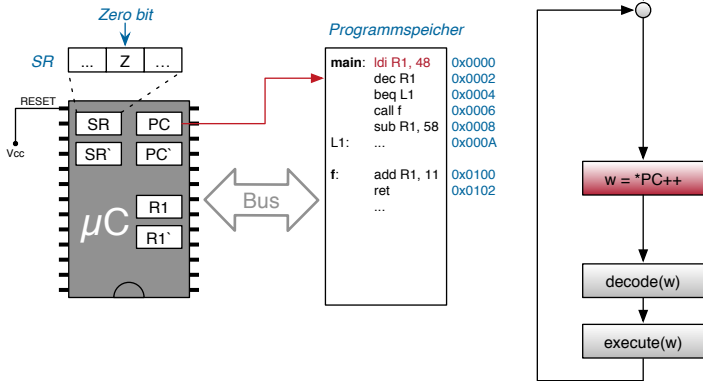 Zero bit
SR ... Z ...
RESET
Vcc
SR PC
SR` PC`
R1
R1`
µC
Bus
Programmspeicher
main: ldi R1, 48 0x0000
dec R1 0x0002
beq L1 0x0004
call f 0x0006
sub R1, 58 0x0008
L1: ... 0x000A
f: add R1, 11 0x0100
ret 0x0102
...
w = *PC++
decode(w)
execute(w)